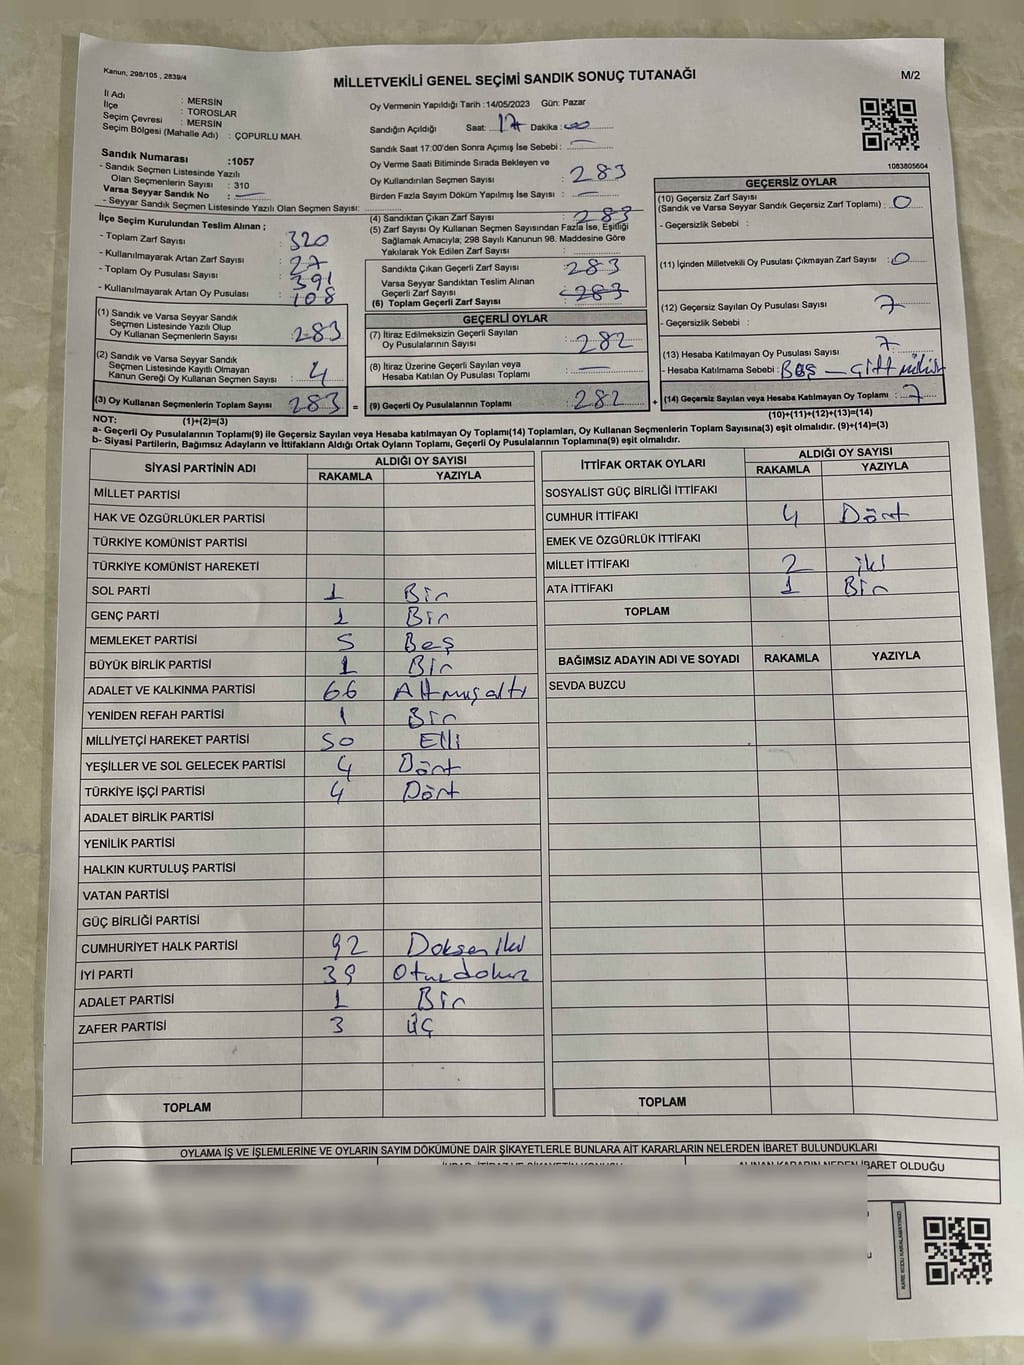 Kanun; 298/105 , 2839/4
MİLLETVEKİLİ GENEL SEÇİMİ SANDIK SONUÇ TUTANAĞI
M/2
İl Adı : MERSİN
İlçe : TOROSLAR
Seçim Çevresi : MERSİN
Seçim Bölgesi (Mahalle Adı) : ÇOPURLU MAH.
Sandık Numarası :1057
- Sandık Seçmen Listesinde Yazılı
Olan Seçmenlerin Sayısı : 310
Varsa Seyyar Sandık No : —
- Seyyar Sandık Seçmen Listesinde Yazılı Olan Seçmen Sayısı:
İlçe Seçim Kurulundan Teslim Alınan ;
- Toplam Zarf Sayısı : 320
- Kullanılmayarak Artan Zarf Sayısı : 27
- Toplam Oy Pusulası Sayısı : 391
- Kullanılmayarak Artan Oy Pusulası : 108
(1) Sandık ve Varsa Seyyar Sandık
Seçmen Listesinde Yazılı Olup
Oy Kullanan Seçmenlerin Sayısı : 283
(2) Sandık ve Varsa Seyyar Sandık
Seçmen Listesinde Kayıtlı Olmayan
Kanun Gereği Oy Kullanan Seçmen Sayısı : 4
(3) Oy Kullanan Seçmenlerin Toplam Sayısı : 283 =
(1)+(2)=(3)
Oy Vermenin Yapıldığı Tarih :14/05/2023 Gün: Pazar
Sandığın Açıldığı Saat: 17 Dakika : 00
Sandık Saat 17:00'den Sonra Açımış İse Sebebi : —
Oy Verme Saati Bitiminde Sırada Bekleyen ve
Oy Kullandırılan Seçmen Sayısı : 283
Birden Fazla Sayım Döküm Yapılmış İse Sayısı : —
(4) Sandıktan Çıkan Zarf Sayısı : 283
(5) Zarf Sayısı Oy Kullanan Seçmen Sayısından Fazla İse, Eşitliği
Sağlamak Amacıyla; 298 Sayılı Kanunun 98. Maddesine Göre
Yakılarak Yok Edilen Zarf Sayısı :
Sandıkta Çıkan Geçerli Zarf Sayısı : 283
Varsa Seyyar Sandıktan Teslim Alınan
Geçerli Zarf Sayısı : 283
(6) Toplam Geçerli Zarf Sayısı :
GEÇERLİ OYLAR
(7) İtiraz Edilmeksizin Geçerli Sayılan
Oy Pusulalarının Sayısı : 282
(8) İtiraz Üzerine Geçerli Sayılan veya
Hesaba Katılan Oy Pusulası Toplamı : —
(9) Geçerli Oy Pusulalarının Toplamı : 282 +
1083805604
GEÇERSİZ OYLAR
(10) Geçersiz Zarf Sayısı
(Sandık ve Varsa Seyyar Sandık Geçersiz Zarf Toplamı) : 0
- Geçersizlik Sebebi :
(11) İçinden Milletvekili Oy Pusulası Çıkmayan Zarf Sayısı : 0
(12) Geçersiz Sayılan Oy Pusulası Sayısı : 7
- Geçersizlik Sebebi :
(13) Hesaba Katılmayan Oy Pusulası Sayısı : 7
- Hesaba Katılmama Sebebi : Boş —
(14) Geçersiz Sayılan veya Hesaba Katılmayan Oy Toplamı : 7
(10)+(11)+(12)+(13)=(14)
NOT:
a- Geçerli Oy Pusulalarının Toplamı(9) ile Geçersiz Sayılan veya Hesaba katılmayan Oy Toplamı(14) Toplamları, Oy Kullanan Seçmenlerin Toplam Sayısına(3) eşit olmalıdır. (9)+(14)=(3)
b- Siyasi Partilerin, Bağımsız Adayların ve İttifakların Aldığı Ortak Oyların Toplamı, Geçerli Oy Pusulalarının Toplamına(9) eşit olmalıdır.
SİYASİ PARTİNİN ADI ALDIĞI OY SAYISI
RAKAMLA YAZIYLA
MİLLET PARTİSİ
HAK VE ÖZGÜRLÜKLER PARTİSİ
TÜRKİYE KOMÜNİST PARTİSİ
TÜRKİYE KOMÜNİST HAREKETİ
SOL PARTİ 1 Bir
GENÇ PARTİ 1 Bir
MEMLEKET PARTİSİ 5 Beş
BÜYÜK BİRLİK PARTİSİ 1 Bir
ADALET VE KALKINMA PARTİSİ 66 Altmışaltı
YENİDEN REFAH PARTİSİ 1 Bir
MİLLİYETÇİ HAREKET PARTİSİ 50 Elli
YEŞİLLER VE SOL GELECEK PARTİSİ 4 Dört
TÜRKİYE İŞÇİ PARTİSİ 4 Dört
ADALET BİRLİK PARTİSİ
YENİLİK PARTİSİ
HALKIN KURTULUŞ PARTİSİ
VATAN PARTİSİ
GÜÇ BİRLİĞİ PARTİSİ
CUMHURİYET HALK PARTİSİ 92 Doksaniki
İYİ PARTİ 39 Otuzdokuz
ADALET PARTİSİ 1 Bir
ZAFER PARTİSİ 3 Üç
TOPLAM
İTTİFAK ORTAK OYLARI ALDIĞI OY SAYISI
RAKAMLA YAZIYLA
SOSYALİST GÜÇ BİRLİĞİ İTTİFAKI
CUMHUR İTTİFAKI 4 Dört
EMEK VE ÖZGÜRLÜK İTTİFAKI
MİLLET İTTİFAKI 2 iki
ATA İTTİFAKI 1 Bir
TOPLAM
BAĞIMSIZ ADAYIN ADI VE SOYADI RAKAMLA YAZIYLA
SEVDA BUZCU
TOPLAM
OYLAMA İŞ VE İŞLEMLERİNE VE OYLARIN SAYIM DÖKÜMÜNE DAİR ŞİKAYETLERLE BUNLARA AİT KARARLARIN NELERDEN İBARET BULUNDUKLARI
ALINAN KARARIN NEDEN İBARET OLDUĞU